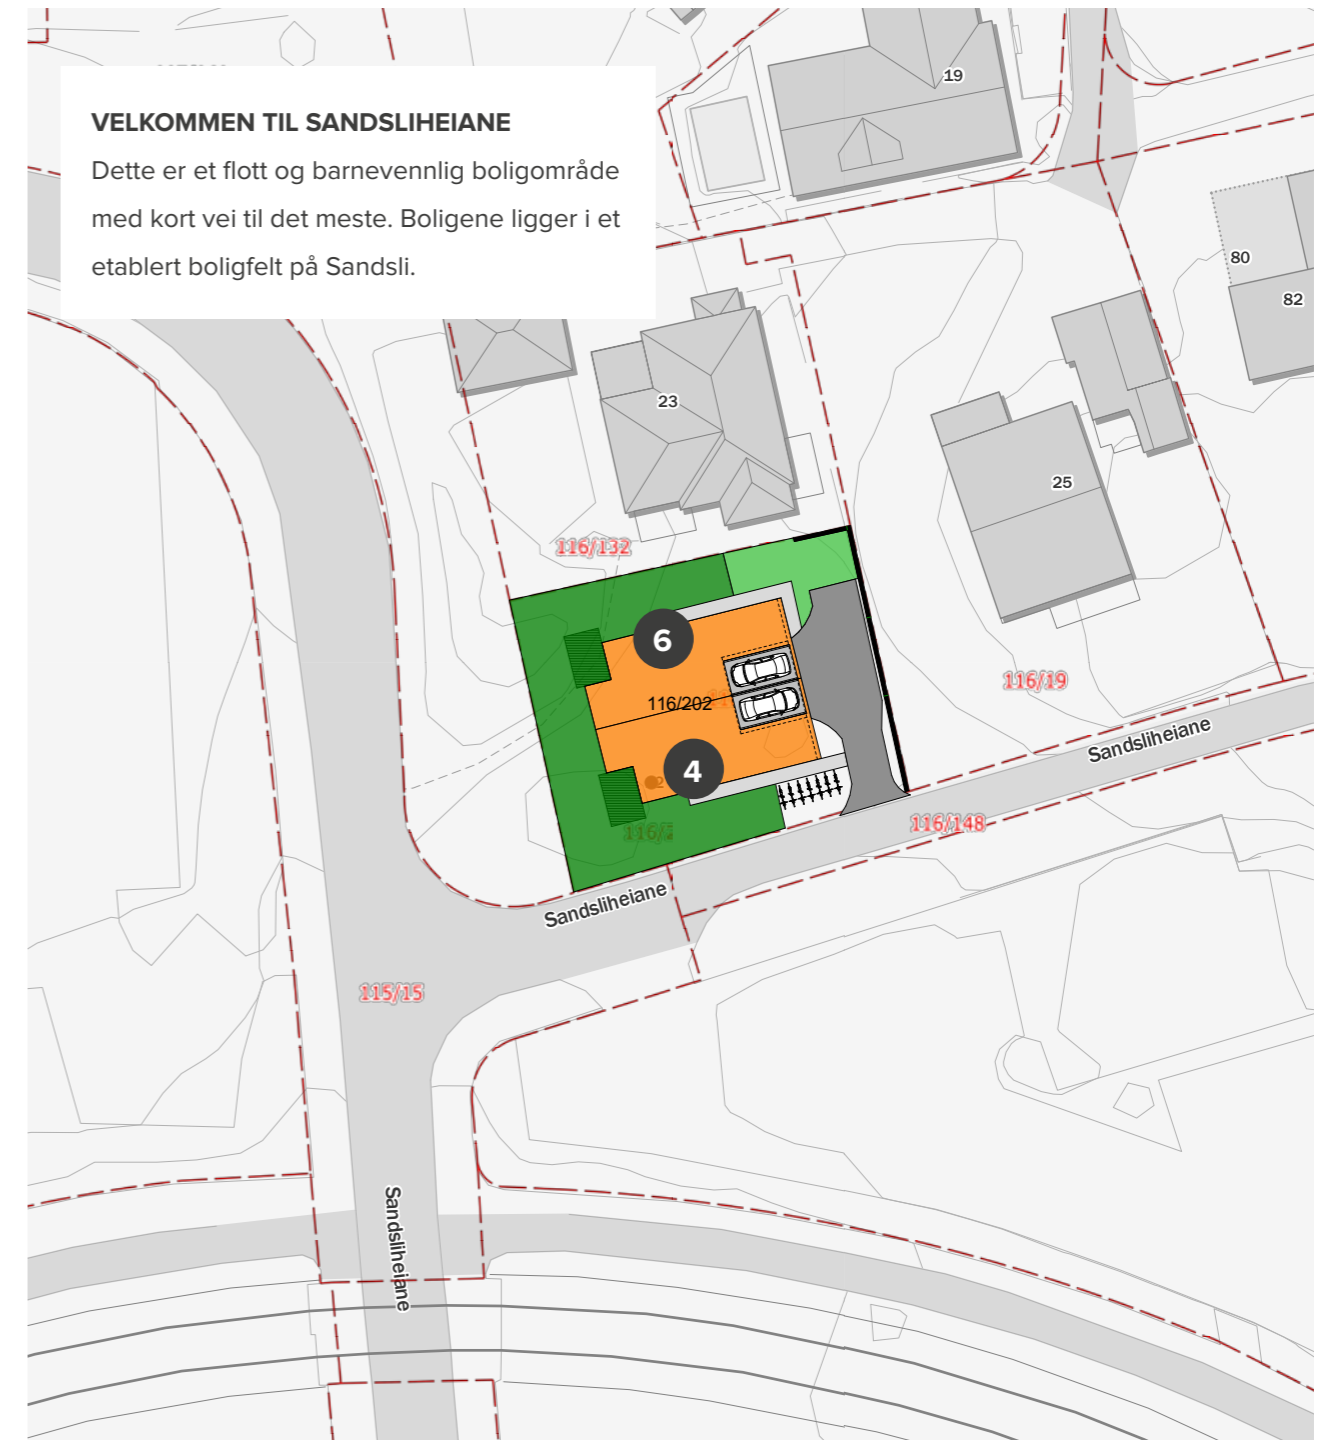 VELKOMMEN TIL SANDSLIHEIANE
Dette er et flott og barnevennlig boligområde
med kort vei til det meste. Boligene ligger i et
etablert boligfelt på Sandsli.
19
80
82
23
25
116/132
6
116/202
116/19
Sandsliheiane
4
116/148
Sandsliheiane
115/15
Sandsliheiane